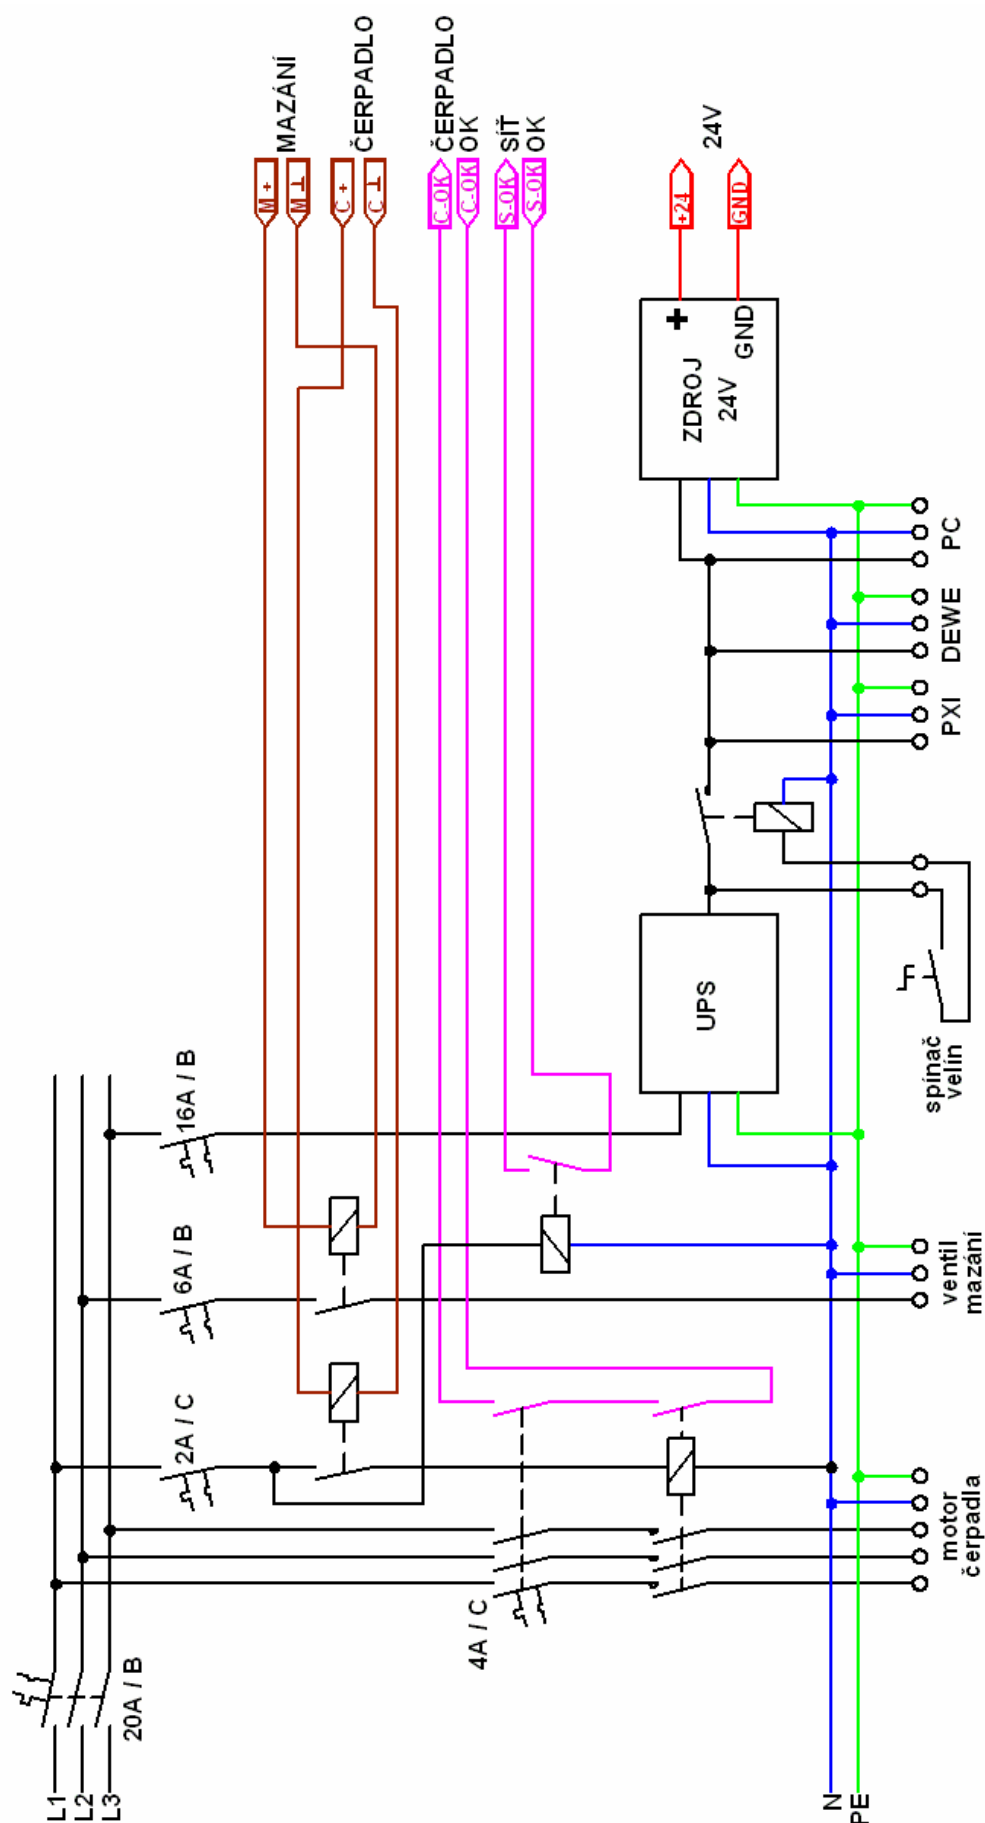 L1
L2
L3
20A / B
4A / C
2A / C
6A / B
16A / B
M +
M ⊥
MAZÁNÍ
C +
C ⊥
ČERPADLO
C-OK
C-OK
ČERPADLO
OK
S-OK
S-OK
SÍŤ
OK
+24
GND
24V
+
GND
ZDROJ
24V
UPS
N
PE
motor
čerpadla
ventil
mazání
spínač
velín
PXI
DEWE
PC